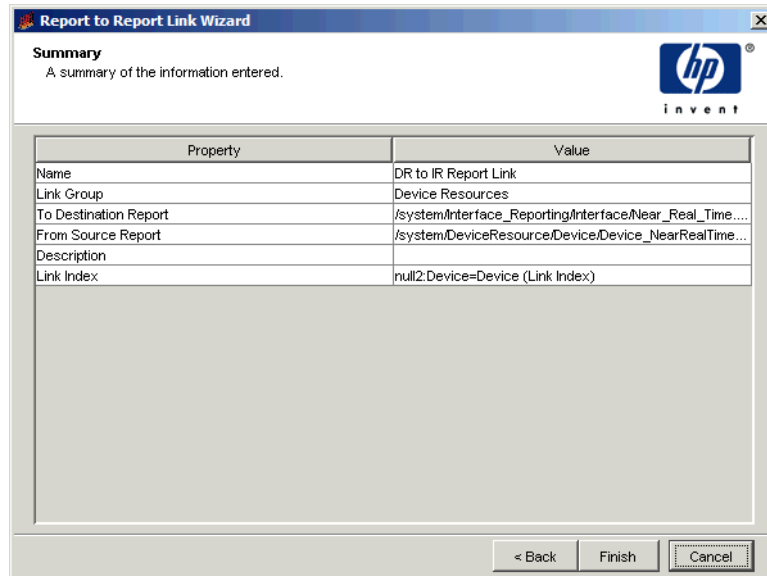 Report to Report Link Wizard
Summary
A summary of the information entered.
hp
®
invent
Property Value
Name DR to IR Report Link
Link Group Device Resources
To Destination Report /system/Interface_Reporting/Interface/Near_Real_Time....
From Source Report /system/DeviceResource/Device/Device_NearRealTime...
Description
Link Index null2:Device=Device (Link Index)
< Back Finish Cancel